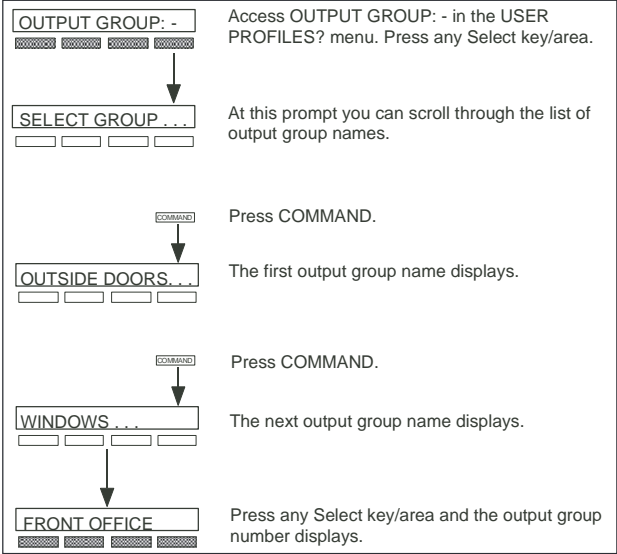 OUTPUT GROUP: -
Access OUTPUT GROUP: - in the USER
PROFILES? menu. Press any Select key/area.
SELECT GROUP . . .
At this prompt you can scroll through the list of
output group names.
COMMAND
Press COMMAND.
OUTSIDE DOORS. . .
The first output group name displays.
COMMAND
Press COMMAND.
WINDOWS . . .
The next output group name displays.
FRONT OFFICE
Press any Select key/area and the output group
number displays.